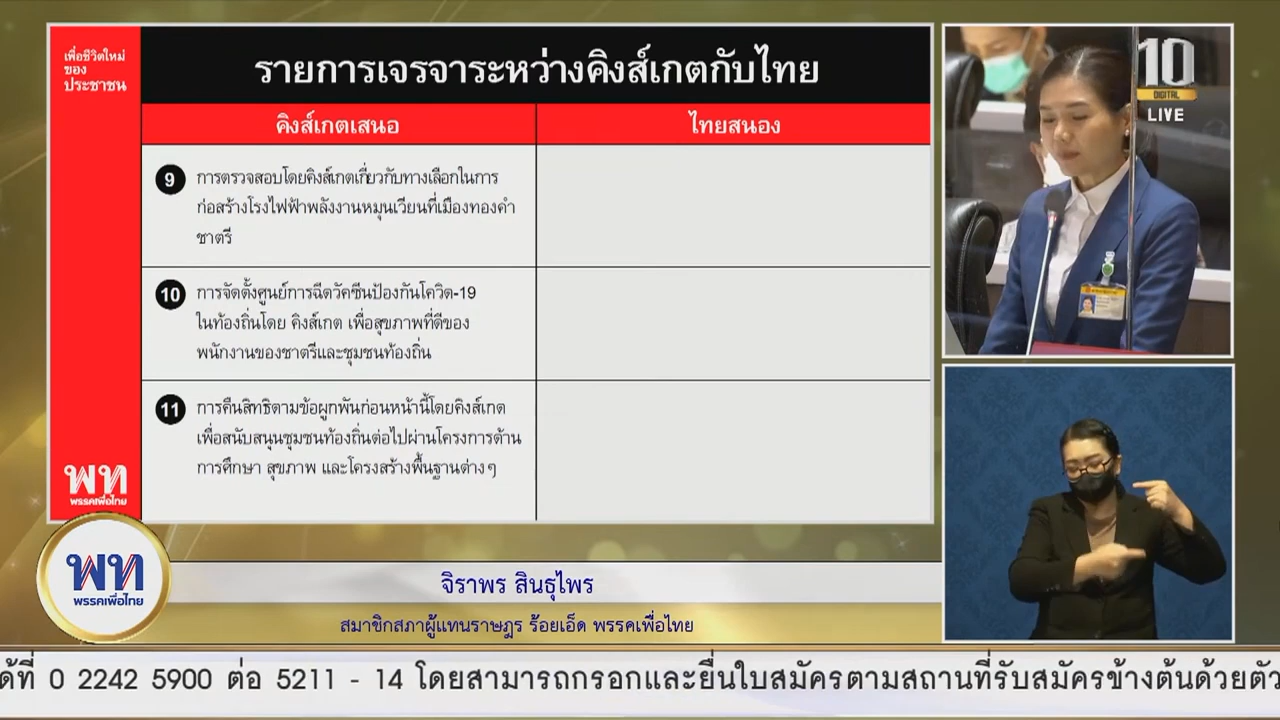 เพื่อชีวิตใหม่
ของ
ประชาชน
รายการเจรจาระหว่างคิงส์เกตกับไทย
คิงส์เกตเสนอ
ไทยสนอง
9
การตรวจสอบโดยคิงส์เกตเกี่ยวกับทางเลือกในการ
ก่อสร้างโรงไฟฟ้าพลังงานหมุนเวียนที่เมืองทองคำ
ชาตรี
10
การจัดตั้งศูนย์การฉีดวัคซีนป้องกันโควิด-19
ในท้องถิ่นโดย คิงส์เกต เพื่อสุขภาพที่ดีของ
พนักงานของชาตรีและชุมชนท้องถิ่น
11
การคืนสิทธิตามข้อผูกพันก่อนหน้านี้โดยคิงส์เกต
เพื่อสนับสนุนชุมชนท้องถิ่นต่อไปผ่านโครงการด้าน
การศึกษา สุขภาพ และโครงสร้างพื้นฐานต่างๆ
พท
พรรคเพื่อไทย
10
DIGITAL
LIVE
พท
พรรคเพื่อไทย
จิราพร สินธุไพร
สมาชิกสภาผู้แทนราษฎร ร้อยเอ็ด พรรคเพื่อไทย
ด้ที่ 0 2242 5900 ต่อ 5211 - 14 โดยสามารถกรอกและยื่นใบสมัครตามสถานที่รับสมัครข้างต้นด้วยตัว